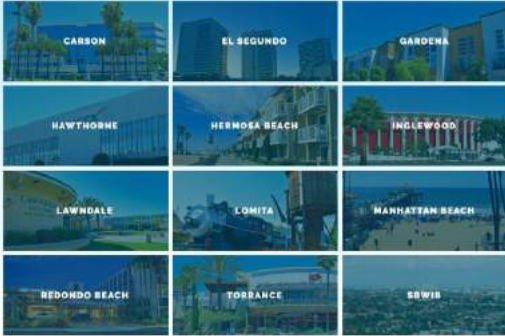 CARSON
EL SEGUNDO
GARDENA
HAWTHORNE
HERMOSA BEACH
INGLEWOOD
LAWNDALE
LOMITA
MANHATTAN BEACH
REDONDO BEACH
TORRANCE
SBWIB